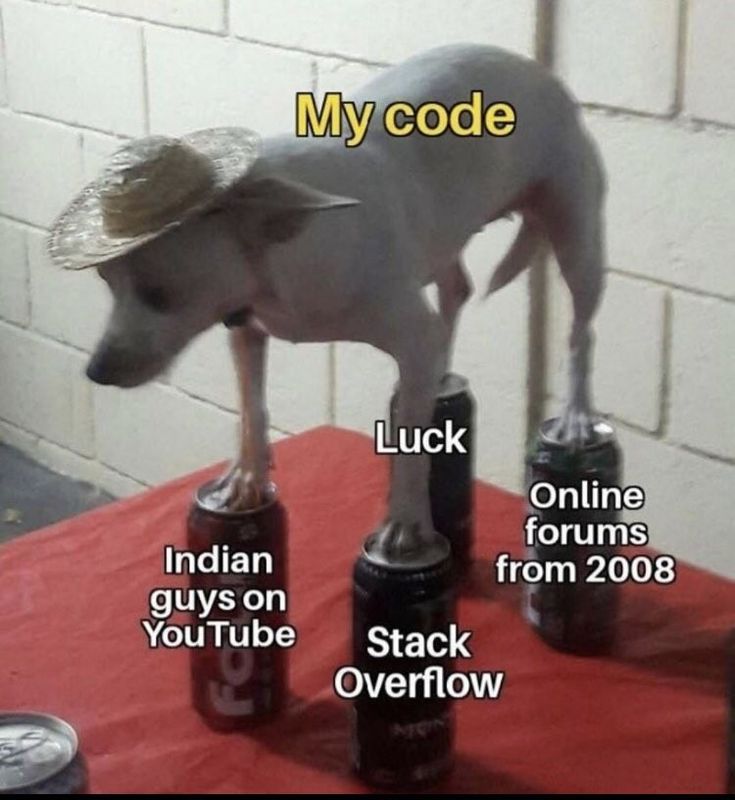 My code
Luck
Online
forums
from 2008
Indian
guys on
YouTube
Stack
Overflow